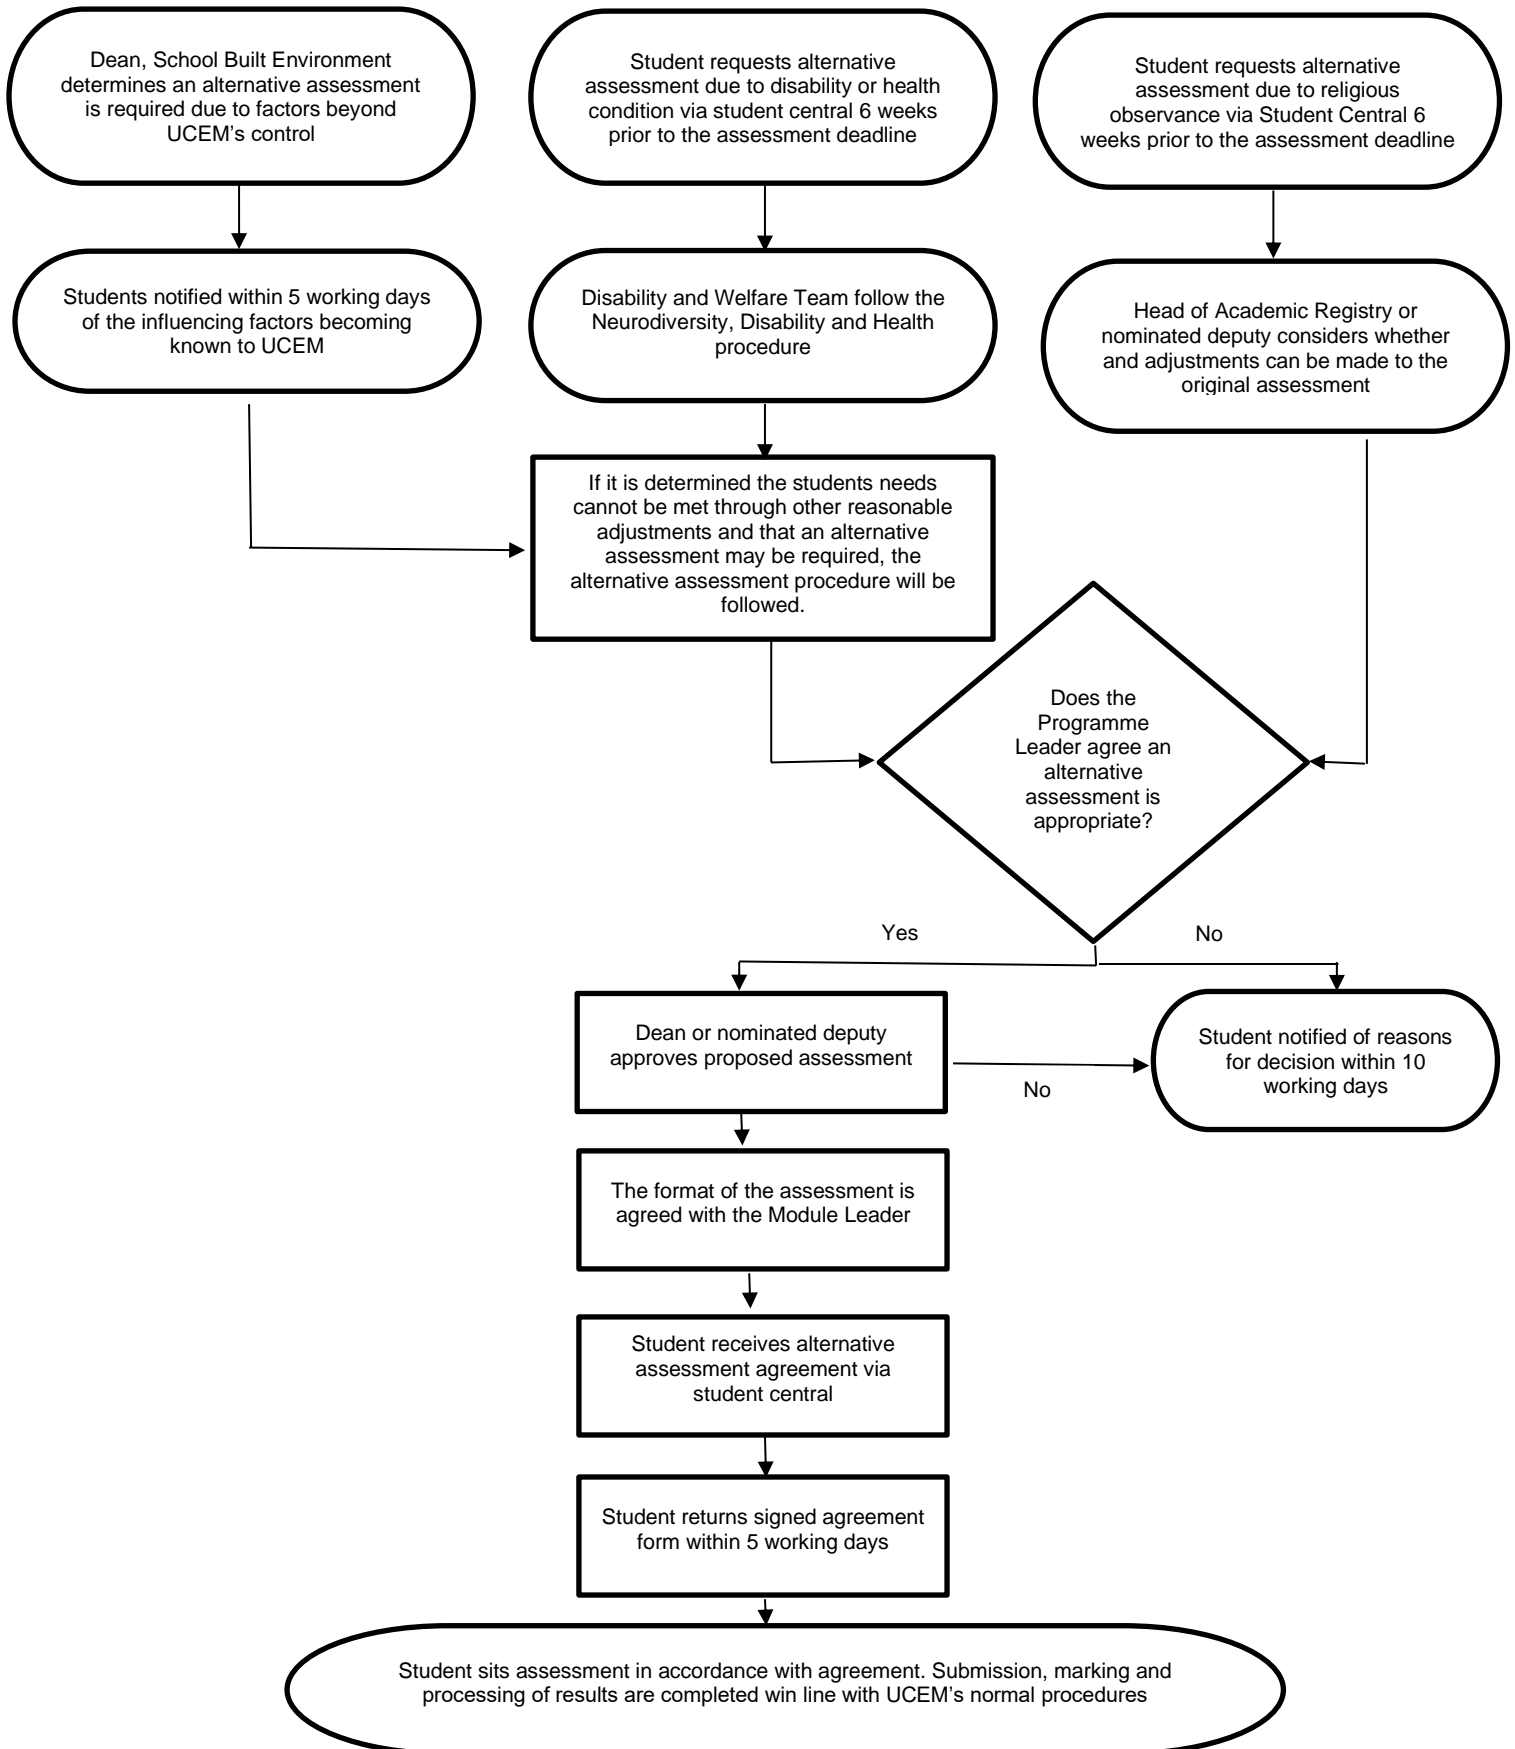 Dean, School Built Environment
determines an alternative assessment
is required due to factors beyond
UCEM’s control
Student requests alternative
assessment due to disability or health
condition via student central 6 weeks
prior to the assessment deadline
Student requests alternative
assessment due to religious
observance via Student Central 6
weeks prior to the assessment deadline
Students notified within 5 working days
of the influencing factors becoming
known to UCEM
Disability and Welfare Team follow the
Neurodiversity, Disability and Health
procedure
Head of Academic Registry or
nominated deputy considers whether
and adjustments can be made to the
original assessment
If it is determined the students needs
cannot be met through other reasonable
adjustments and that an alternative
assessment may be required, the
alternative assessment procedure will be
followed.
Does the
Programme
Leader agree an
alternative
assessment is
appropriate?
Yes
No
Dean or nominated deputy
approves proposed assessment
No
Student notified of reasons
for decision within 10
working days
The format of the assessment is
agreed with the Module Leader
Student receives alternative
assessment agreement via
student central
Student returns signed agreement
form within 5 working days
Student sits assessment in accordance with agreement. Submission, marking and
processing of results are completed win line with UCEM’s normal procedures